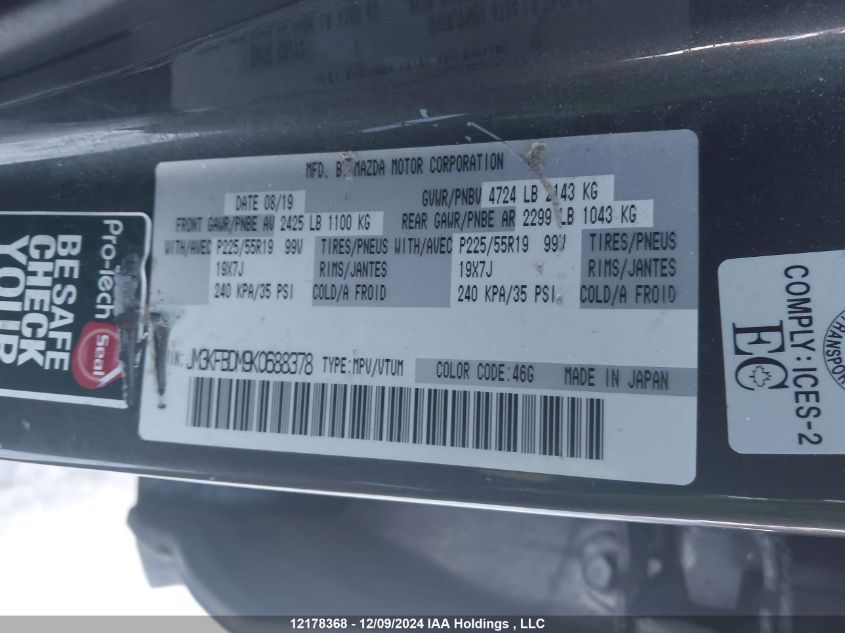 MFD. BY MAZDA MOTOR CORPORATION
DATE 08/19
GVWR/PNBV 4724 LB 2143 KG
FRONT GAWR/PNBE AV 2425 LB 1100 KG
REAR GAWR/PNBE AR 2299 LB 1043 KG
WITH/AVEC P225/55R19 99V TIRES/PNEUS
19X7J RIMS/JANTES
240 KPA/35 PSI COLD/A FROID
WITH/AVEC P225/55R19 99V TIRES/PNEUS
19X7J RIMS/JANTES
240 KPA/35 PSI COLD/A FROID
VIN: JM3KFBDM9K0688378 TYPE:MPV/VTUM COLOR CODE:46G MADE IN JAPAN
Pro-Tech
Seal
BE SAFE
CHECK
YOUR
COMPLY: ICES-2
EC
TRANSPORT
12178368 - 12/09/2024 IAA Holdings , LLC